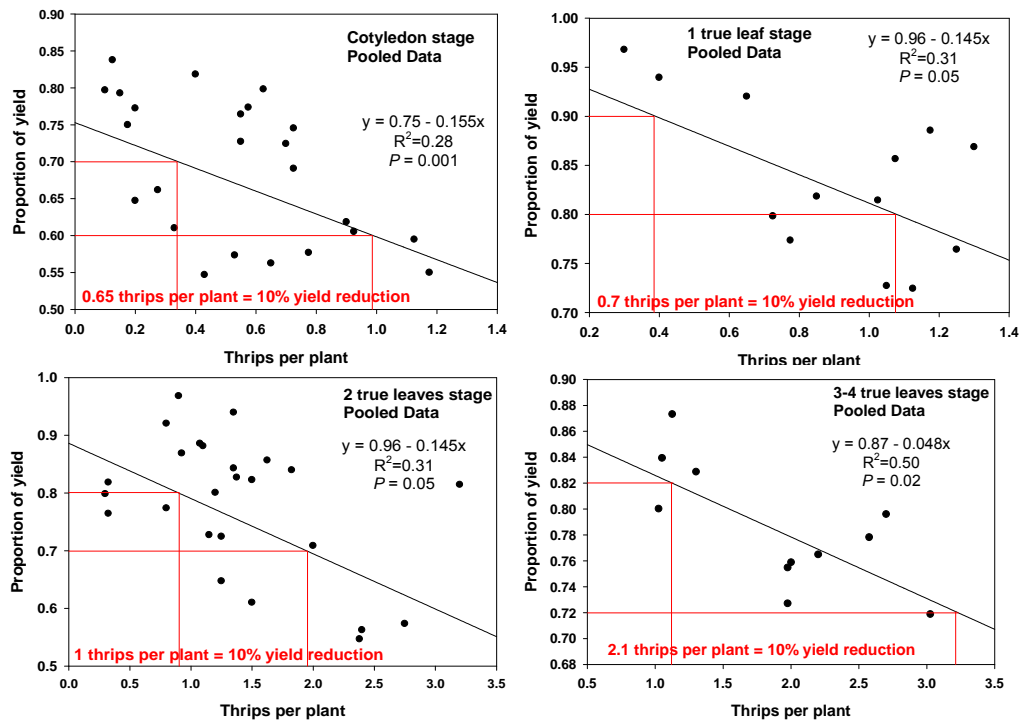 Cotyledon stage
Pooled Data
y = 0.75 - 0.155x
R²=0.28
P = 0.001
0.65 thrips per plant = 10% yield reduction
Proportion of yield
0.90
0.85
0.80
0.75
0.70
0.65
0.60
0.55
0.50
0.0 0.2 0.4 0.6 0.8 1.0 1.2 1.4
Thrips per plant
1 true leaf stage
Pooled Data
y = 0.96 - 0.145x
R²=0.31
P = 0.05
0.7 thrips per plant = 10% yield reduction
Proportion of yield
1.00
0.95
0.90
0.85
0.80
0.75
0.70
0.2 0.4 0.6 0.8 1.0 1.2 1.4
Thrips per plant
2 true leaves stage
Pooled Data
y = 0.96 - 0.145x
R²=0.31
P = 0.05
1 thrips per plant = 10% yield reduction
Proportion of yield
1.0
0.9
0.8
0.7
0.6
0.5
0.0 0.5 1.0 1.5 2.0 2.5 3.0 3.5
Thrips per plant
3-4 true leaves stage
Pooled Data
y = 0.87 - 0.048x
R²=0.50
P = 0.02
2.1 thrips per plant = 10% yield reduction
Proportion of yield
0.90
0.88
0.86
0.84
0.82
0.80
0.78
0.76
0.74
0.72
0.70
0.68
0.5 1.0 1.5 2.0 2.5 3.0 3.5
Thrips per plant